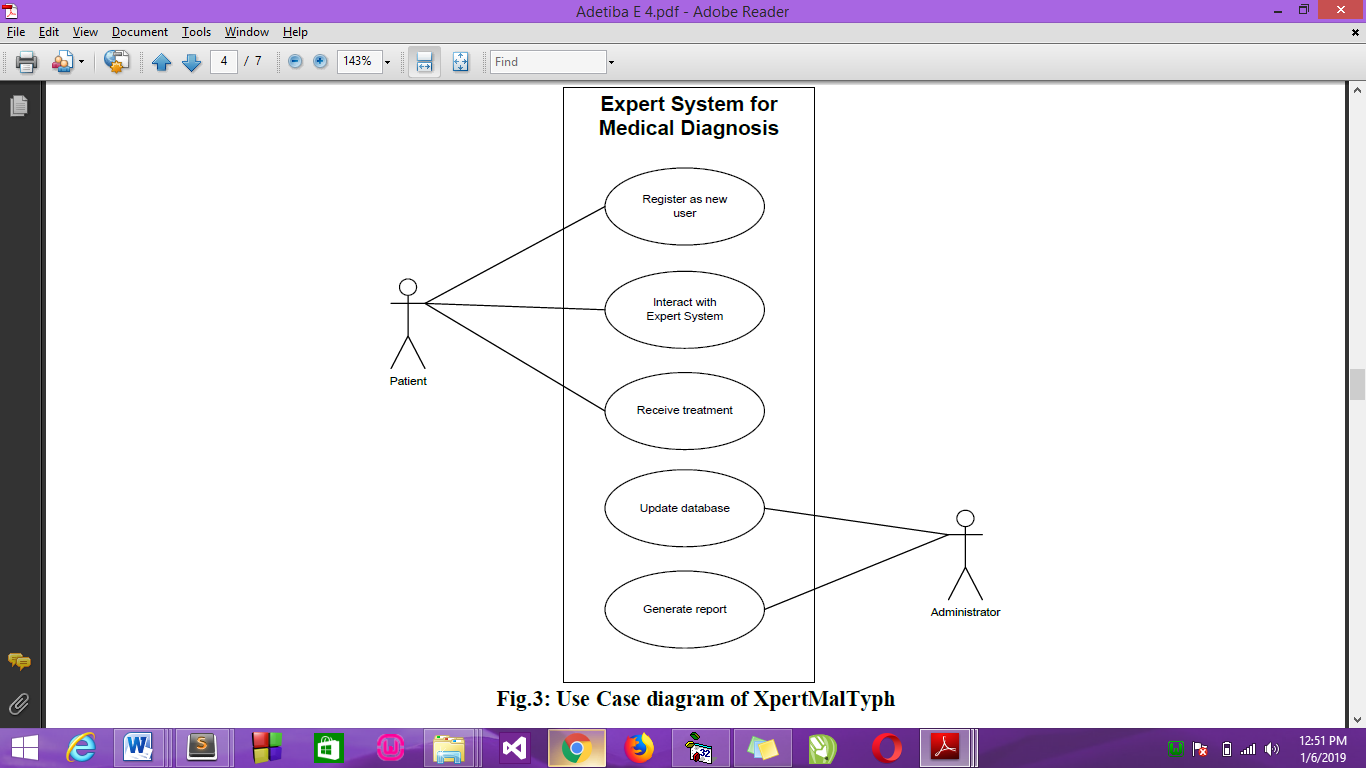 Adetiba E 4.pdf - Adobe Reader
File Edit View Document Tools Window Help
4 / 7 143% Find
Expert System for
Medical Diagnosis
Register as new
user
Interact with
Expert System
Patient
Receive treatment
Update database
Generate report
Administrator
Fig.3: Use Case diagram of XpertMalTyph
12:51 PM
1/6/2019